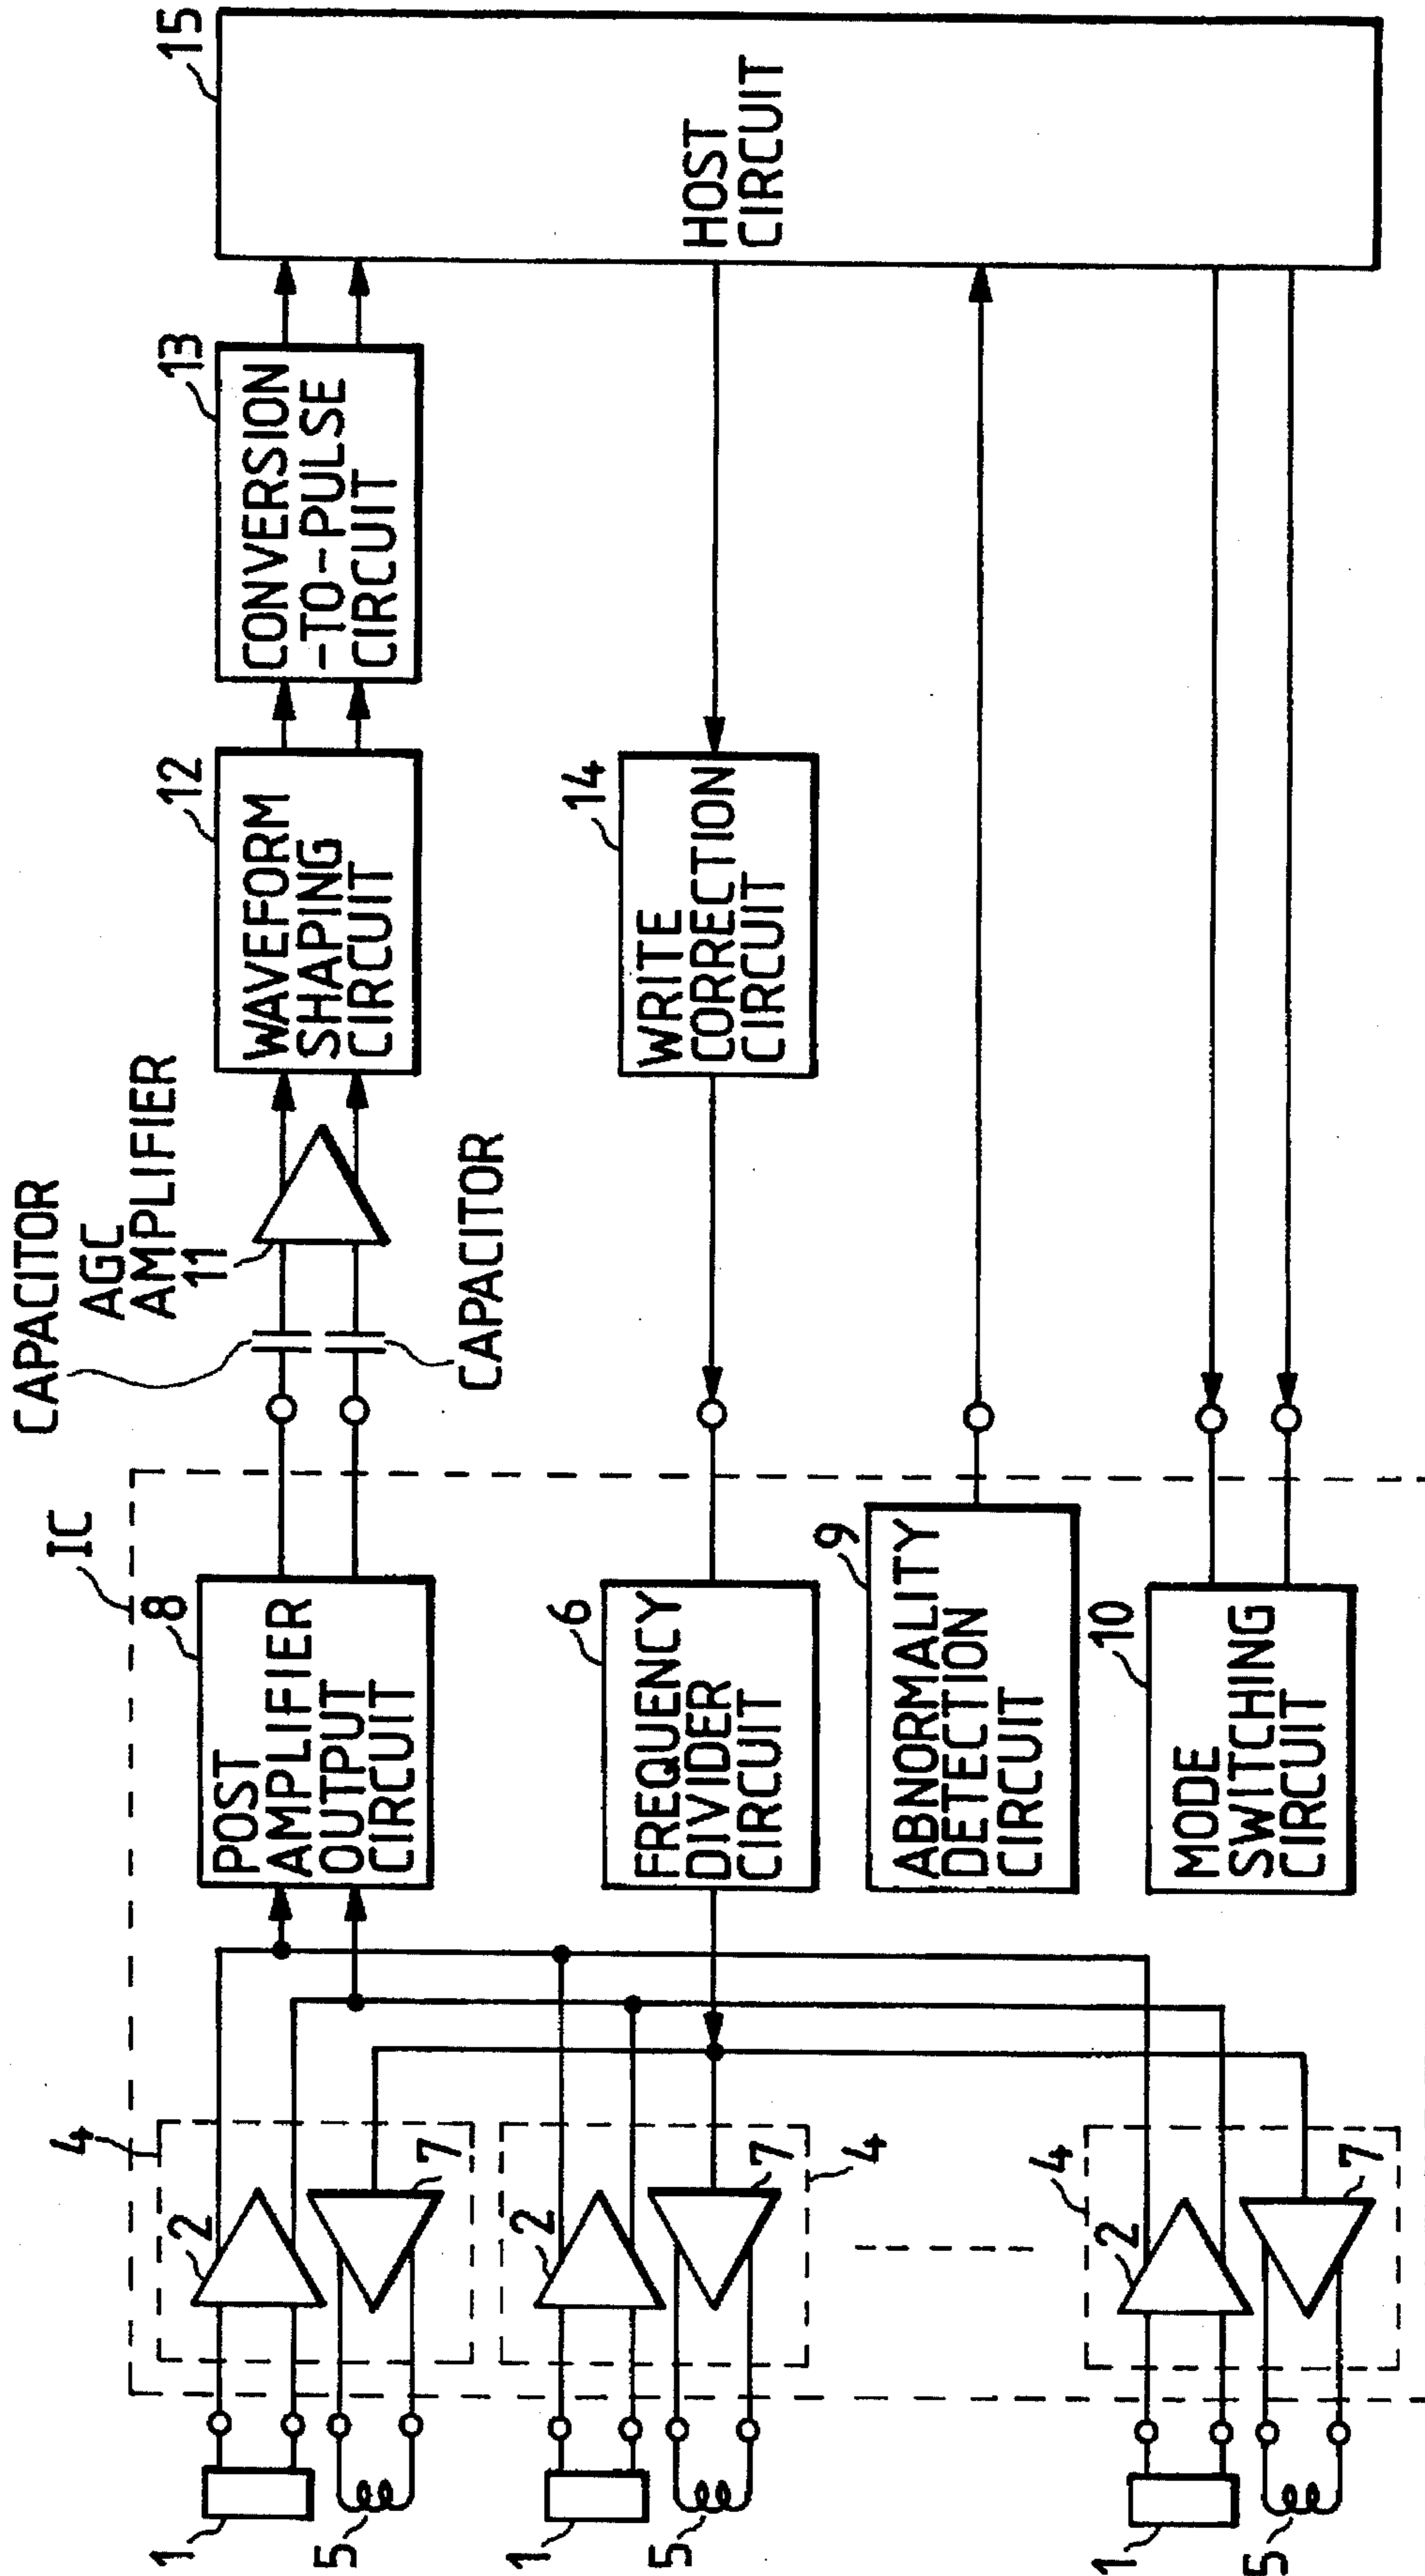 CAPACITOR
AGC
AMPLIFIER
11
CAPACITOR
IC
8
POST
AMPLIFIER
OUTPUT
CIRCUIT
12
WAVEFORM
SHAPING
CIRCUIT
13
CONVERSION
-TO-PULSE
CIRCUIT
15
HOST
CIRCUIT
4
2
7
1
5
6
FREQUENCY
DIVIDER
CIRCUIT
14
WRITE
CORRECTION
CIRCUIT
2
7
4
1
5
9
ABNORMALITY
DETECTION
CIRCUIT
10
MODE
SWITCHING
CIRCUIT
4
2
7
1
5